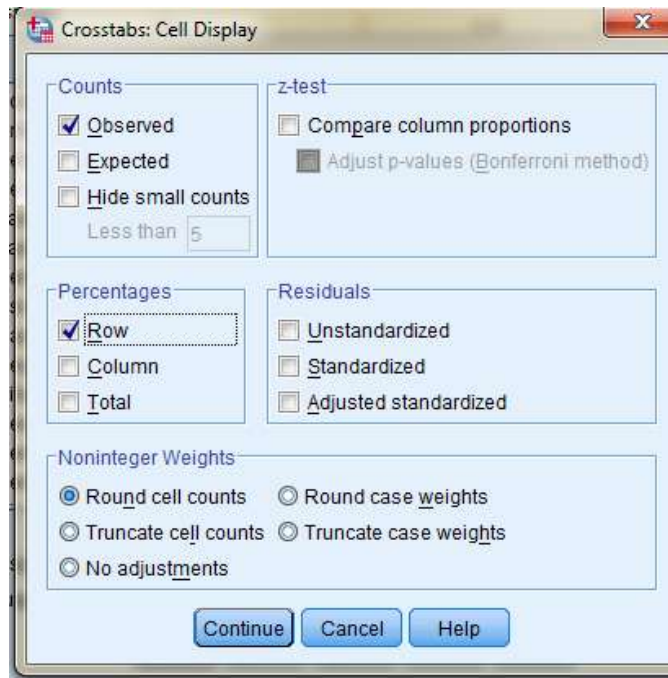 Crosstabs: Cell Display
Counts
Observed
Expected
Hide small counts
Less than 5
z-test
Compare column proportions
Adjust p-values (Bonferroni method)
Percentages
Row
Column
Total
Residuals
Unstandardized
Standardized
Adjusted standardized
Noninteger Weights
Round cell counts
Round case weights
Truncate cell counts
Truncate case weights
No adjustments
Continue
Cancel
Help